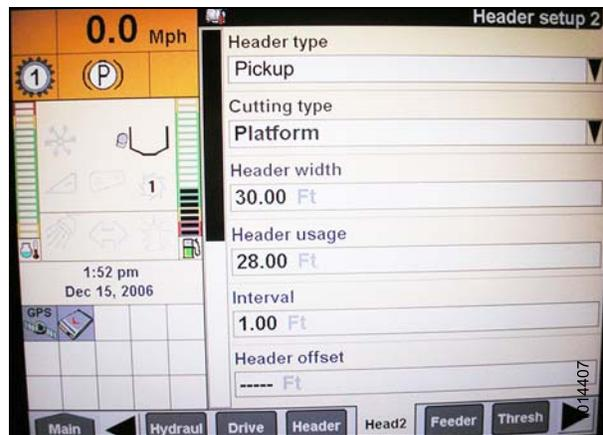 0.0 Mph
Header setup 2
1
(P)
1
1:52 pm
Dec 15, 2006
GPS
Header type
Pickup
Cutting type
Platform
Header width
30.00 Ft
Header usage
28.00 Ft
Interval
1.00 Ft
Header offset
----- Ft
Main
Hydraul
Drive
Header
Head2
Feeder
Thresh
1014407